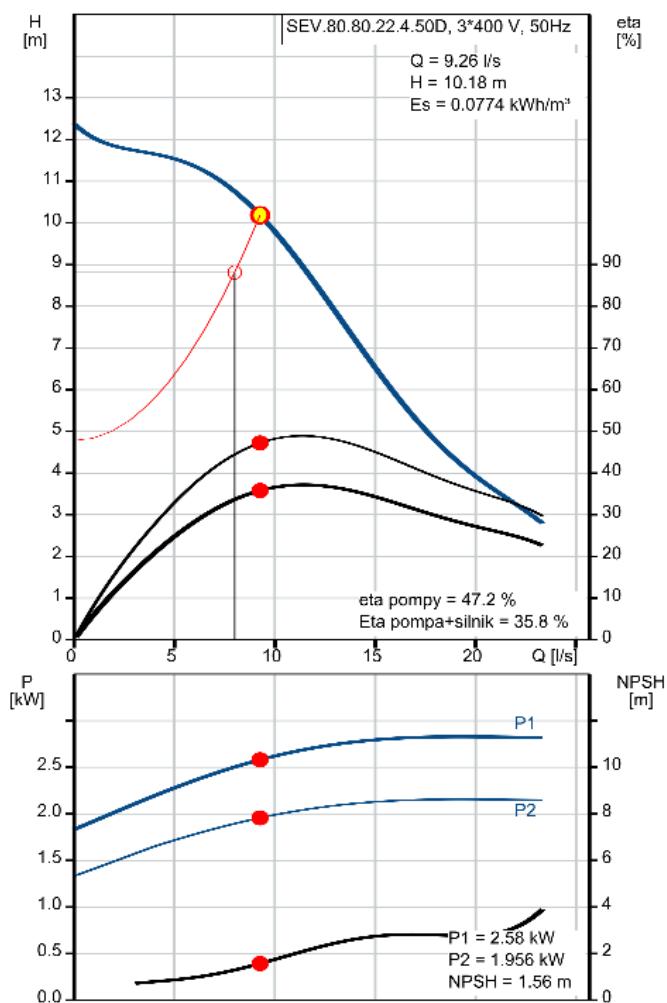 H
[m]
SEV.80.80.22.4.50D, 3*400 V, 50Hz
eta
[%]
Q = 9.26 l/s
H = 10.18 m
Es = 0.0774 kWh/m³
13
12
11
10
9
8
7
6
5
4
3
2
1
0
90
80
70
60
50
40
30
20
10
0
eta pompy = 47.2 %
Eta pompa+silnik = 35.8 %
0
5
10
15
20
Q [l/s]
P
[kW]
NPSH
[m]
P1
P2
2.5
2.0
1.5
1.0
0.5
0.0
10
8
6
4
2
0
P1 = 2.58 kW
P2 = 1.956 kW
NPSH = 1.56 m